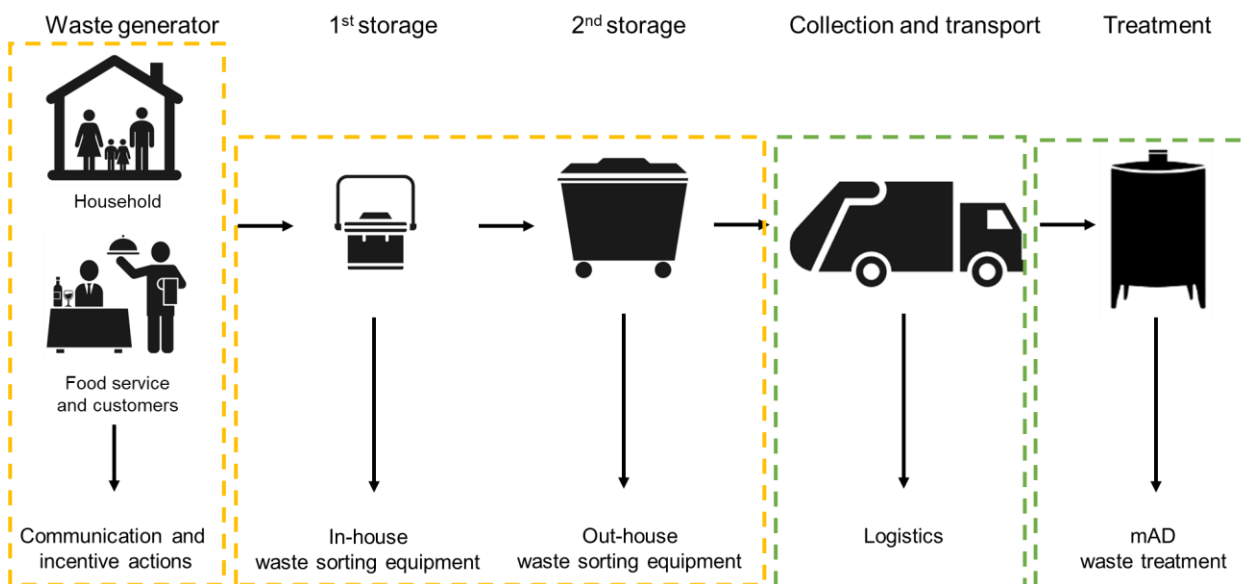 Waste generator
1st storage
2nd storage
Collection and transport
Treatment
Household
Food service
and customers
Communication and
incentive actions
In-house
waste sorting equipment
Out-house
waste sorting equipment
Logistics
mAD
waste treatment